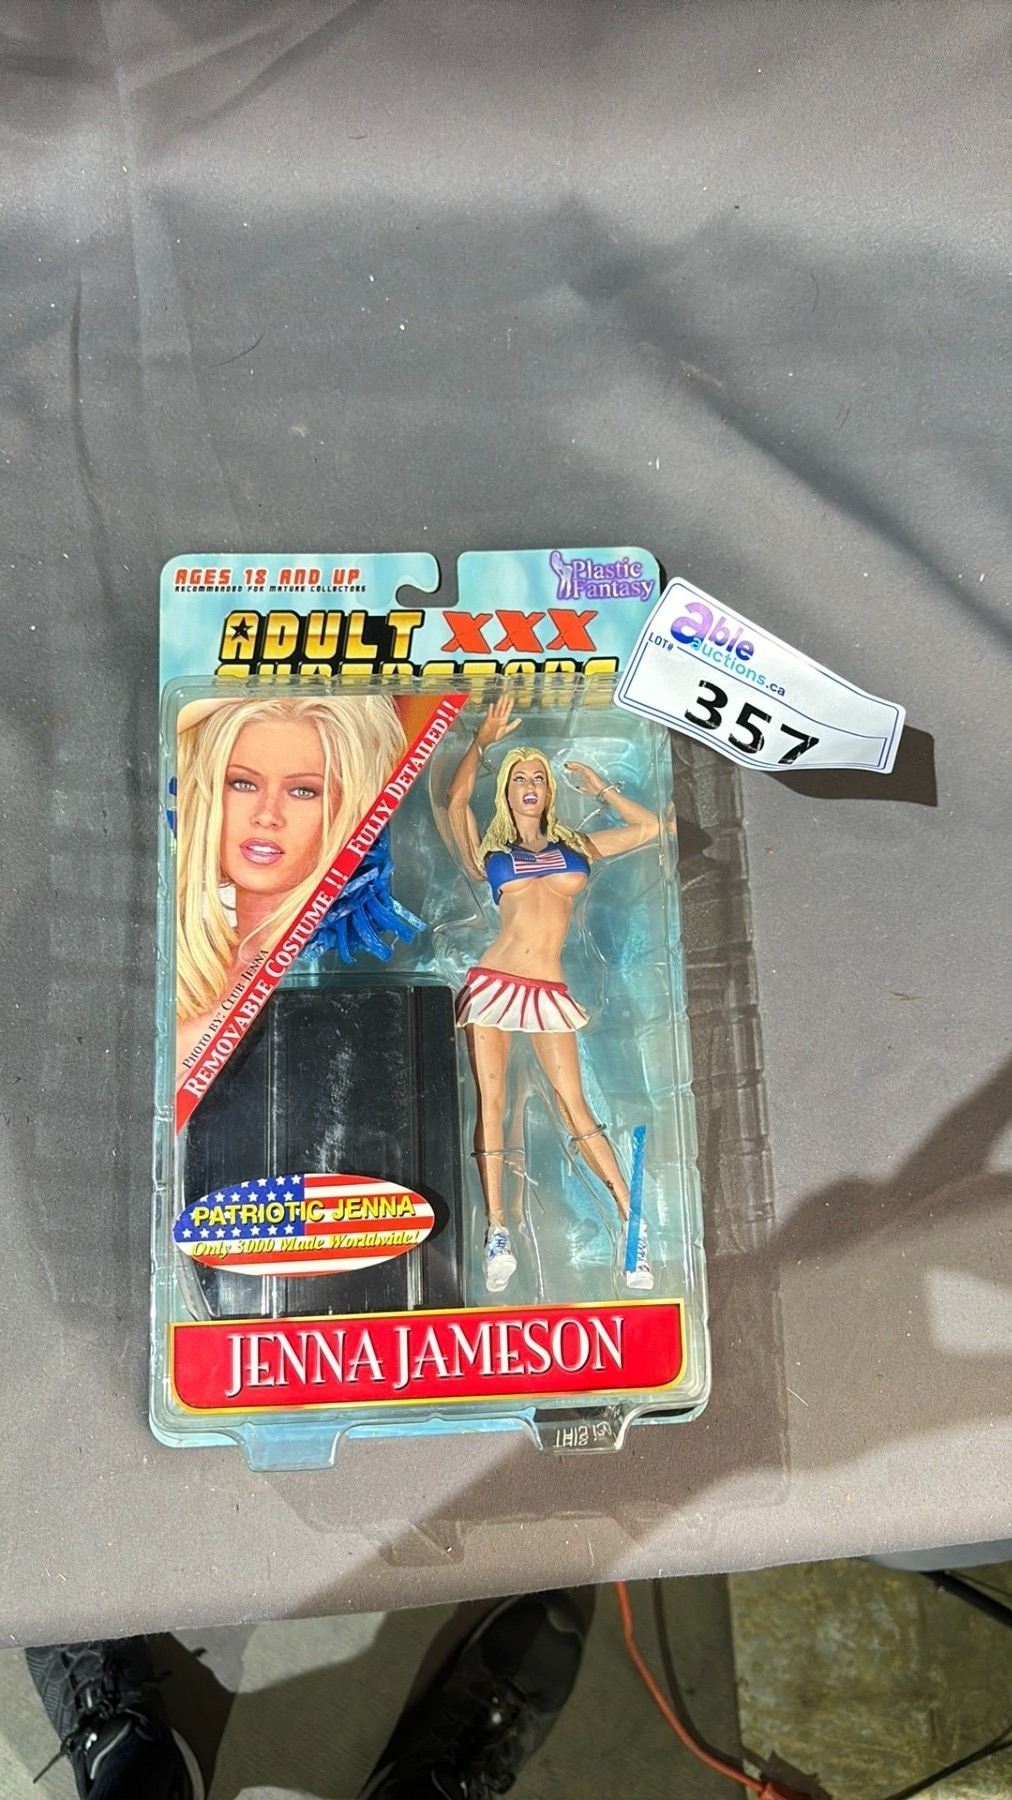 AGES 18 AND UP
RECOMMENDED FOR MATURE COLLECTORS
Plastic
Fantasy
ADULT XXX
SUPERSTARS
able
auctions.ca
LOT#
357
FULLY DETAILED!!
REMOVABLE COSTUME !!
PHOTO BY: CLUB JENNA
PATRIOTIC JENNA
Only 3000 Made Worldwide!
JENNA JAMESON